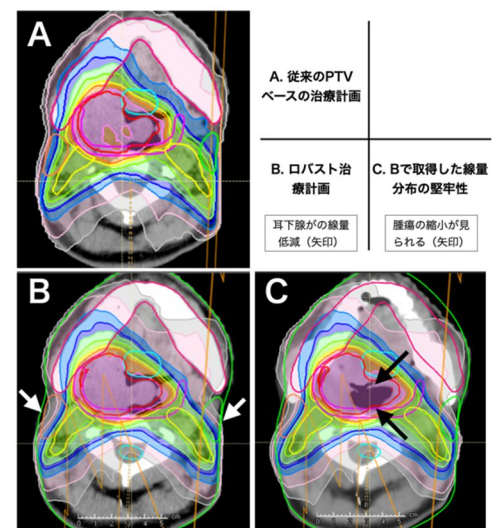 A
A. 従来のPTV
ベースの治療計画
B. ロバスト治
療計画
耳下腺がの線量
低減（矢印）
C. Bで取得した線量
分布の堅牢性
腫瘍の縮小が見
られる（矢印）
B
C
cm
cm